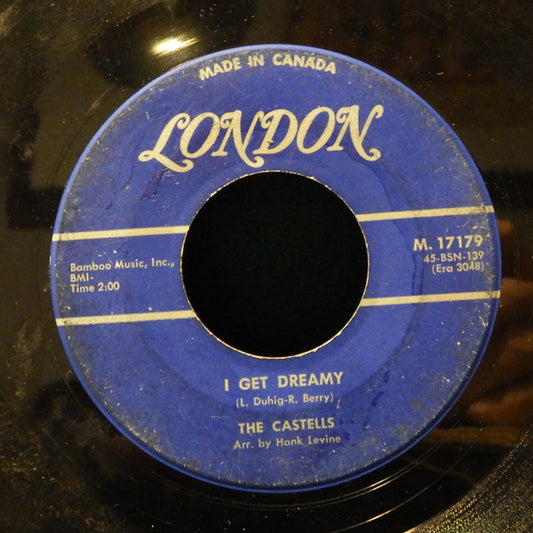 MADE IN CANADA
LONDON
Bamboo Music, Inc.,
BMI-
Time 2:00
M. 17179
45-BSN-139
(Era 3048)
I GET DREAMY
(L. Duhig-R. Berry)
THE CASTELLS
Arr. by Hank Levine